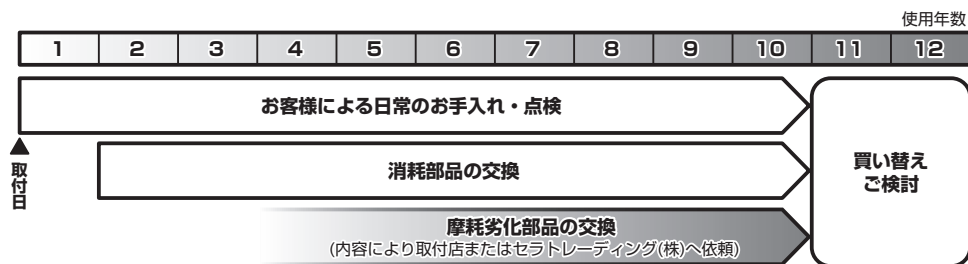 使用年数
1 2 3 4 5 6 7 8 9 10 11 12
お客様による日常のお手入れ・点検
取付日
消耗部品の交換
買い替え
ご検討
摩耗劣化部品の交換
(内容により取付店またはセラトレーディング(株)へ依頼)